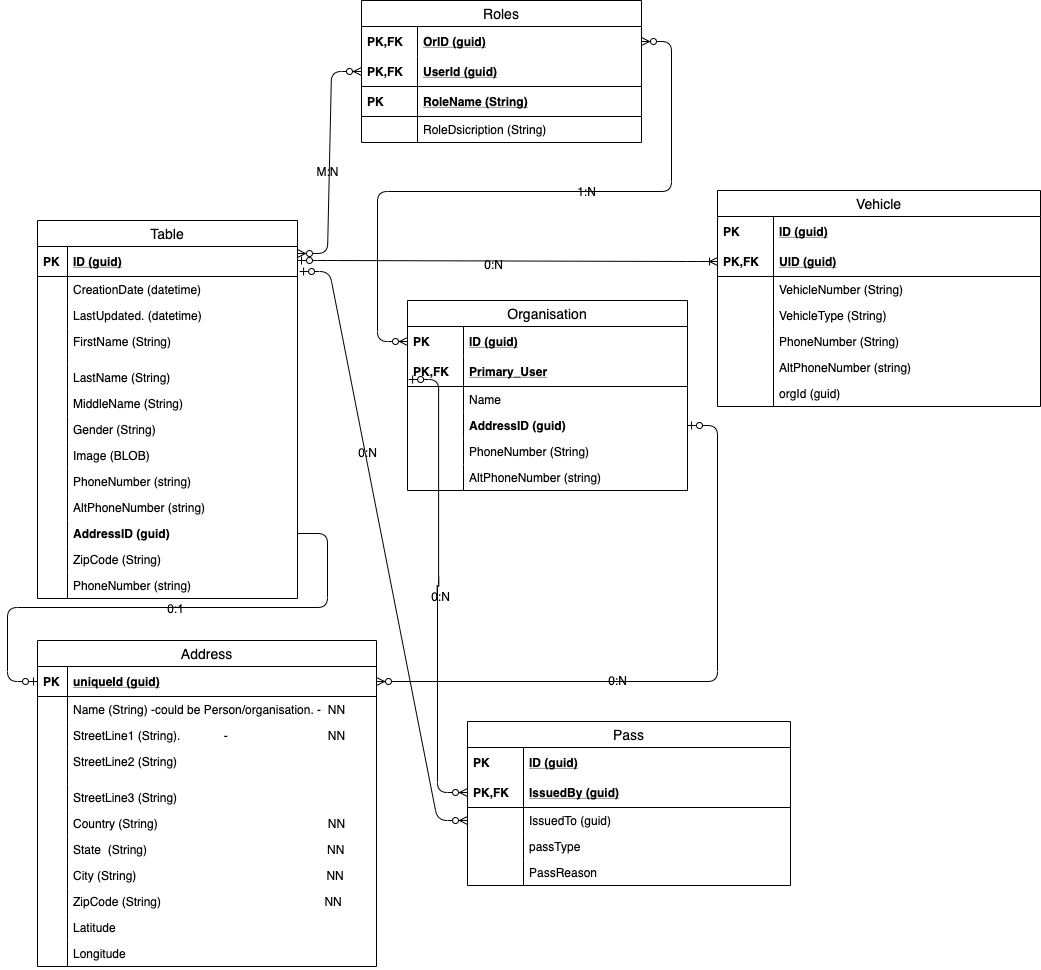 Roles
PK,FK OrID (guid)
PK,FK UserId (guid)
PK RoleName (String)
RoleDsicription (String)
M:N
1:N
Vehicle
PK ID (guid)
PK,FK UID (guid)
VehicleNumber (String)
VehicleType (String)
PhoneNumber (String)
AltPhoneNumber (string)
orgId (guid)
Table
PK ID (guid)
CreationDate (datetime)
LastUpdated. (datetime)
FirstName (String)
LastName (String)
MiddleName (String)
Gender (String)
Image (BLOB)
PhoneNumber (string)
AltPhoneNumber (string)
AddressID (guid)
ZipCode (String)
PhoneNumber (string)
0:N
Organisation
PK ID (guid)
PK,FK Primary_User
Name
AddressID (guid)
PhoneNumber (String)
AltPhoneNumber (string)
0:N
0:N
0:1
0:N
Address
PK uniqueId (guid)
Name (String) -could be Person/organisation. - NN
StreetLine1 (String). - NN
StreetLine2 (String)
StreetLine3 (String)
Country (String) NN
State (String) NN
City (String) NN
ZipCode (String) NN
Latitude
Longitude
Pass
PK ID (guid)
PK,FK IssuedBy (guid)
IssuedTo (guid)
passType
PassReason